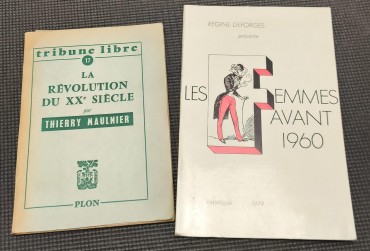 tribune libre
17
LA
RÉVOLUTION
DU XXe SIÈCLE
par
THIERRY MAULNIER
PLON
RÉGINE DEFORGES
présente
LES FEMMES
AVANT
1960